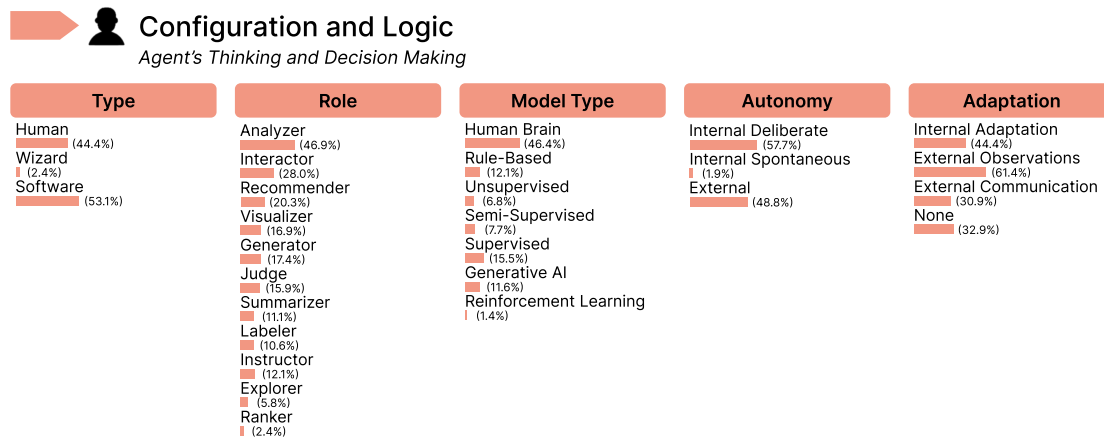 Configuration and Logic
Agent's Thinking and Decision Making
Type
Human
(44.4%)
Wizard
(2.4%)
Software
(53.1%)
Role
Analyzer
(46.9%)
Interactor
(28.0%)
Recommender
(20.3%)
Visualizer
(16.9%)
Generator
(17.4%)
Judge
(15.9%)
Summarizer
(11.1%)
Labeler
(10.6%)
Instructor
(12.1%)
Explorer
(5.8%)
Ranker
(2.4%)
Model Type
Human Brain
(46.4%)
Rule-Based
(12.1%)
Unsupervised
(6.8%)
Semi-Supervised
(7.7%)
Supervised
(15.5%)
Generative AI
(11.6%)
Reinforcement Learning
(1.4%)
Autonomy
Internal Deliberate
(57.7%)
Internal Spontaneous
(1.9%)
External
(48.8%)
Adaptation
Internal Adaptation
(44.4%)
External Observations
(61.4%)
External Communication
(30.9%)
None
(32.9%)